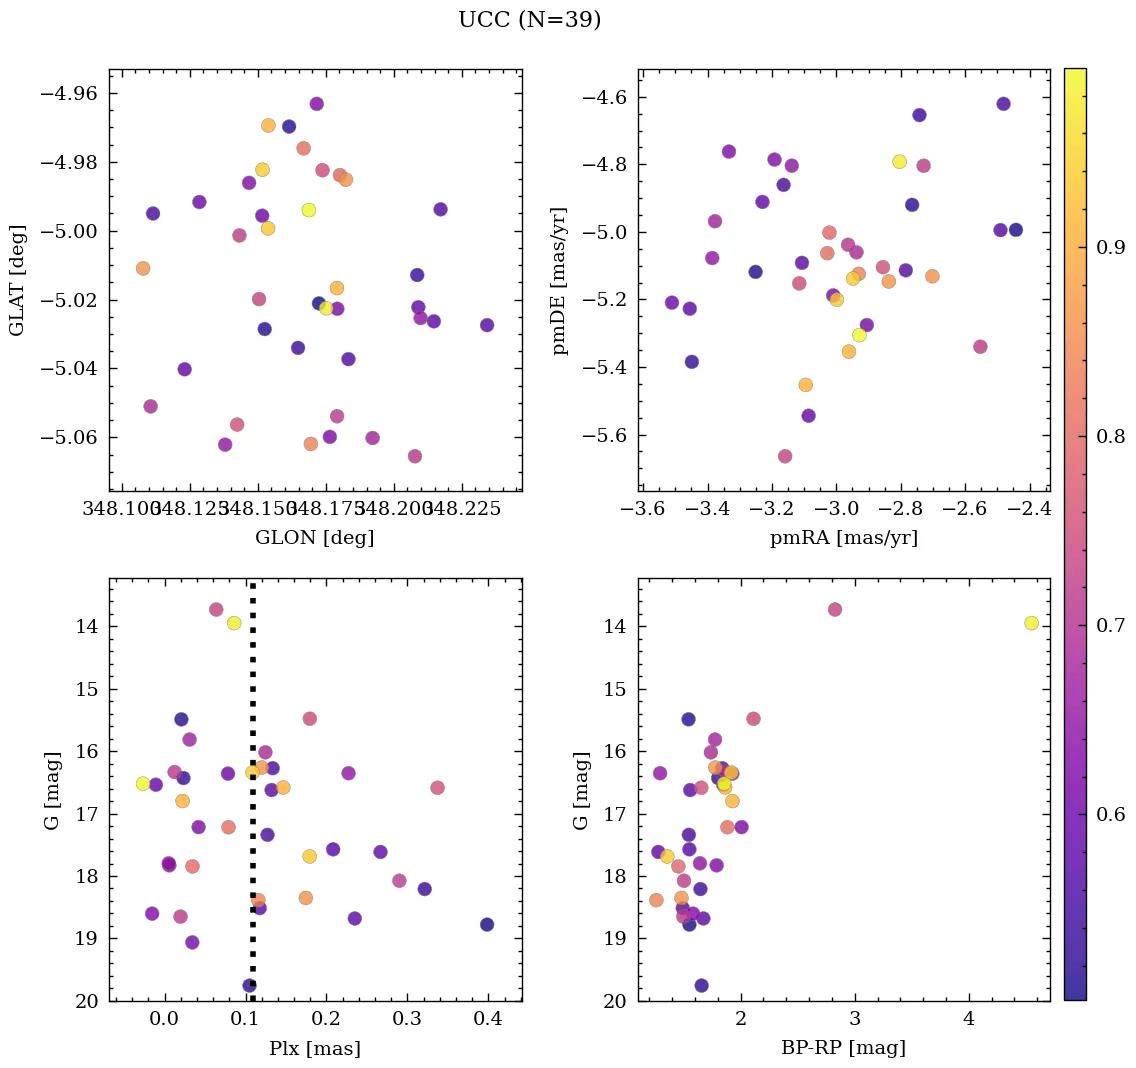 UCC (N=39)
−4.96
−4.98
−5.00
−5.02
−5.04
−5.06
GLAT [deg]
348.100 348.125 348.150 348.175 348.200 348.225
GLON [deg]
−4.6
−4.8
−5.0
−5.2
−5.4
−5.6
pmDE [mas/yr]
−3.6 −3.4 −3.2 −3.0 −2.8 −2.6 −2.4
pmRA [mas/yr]
14
15
16
17
18
19
20
G [mag]
0.0 0.1 0.2 0.3 0.4
Plx [mas]
14
15
16
17
18
19
20
G [mag]
2 3 4
BP-RP [mag]
0.9
0.8
0.7
0.6